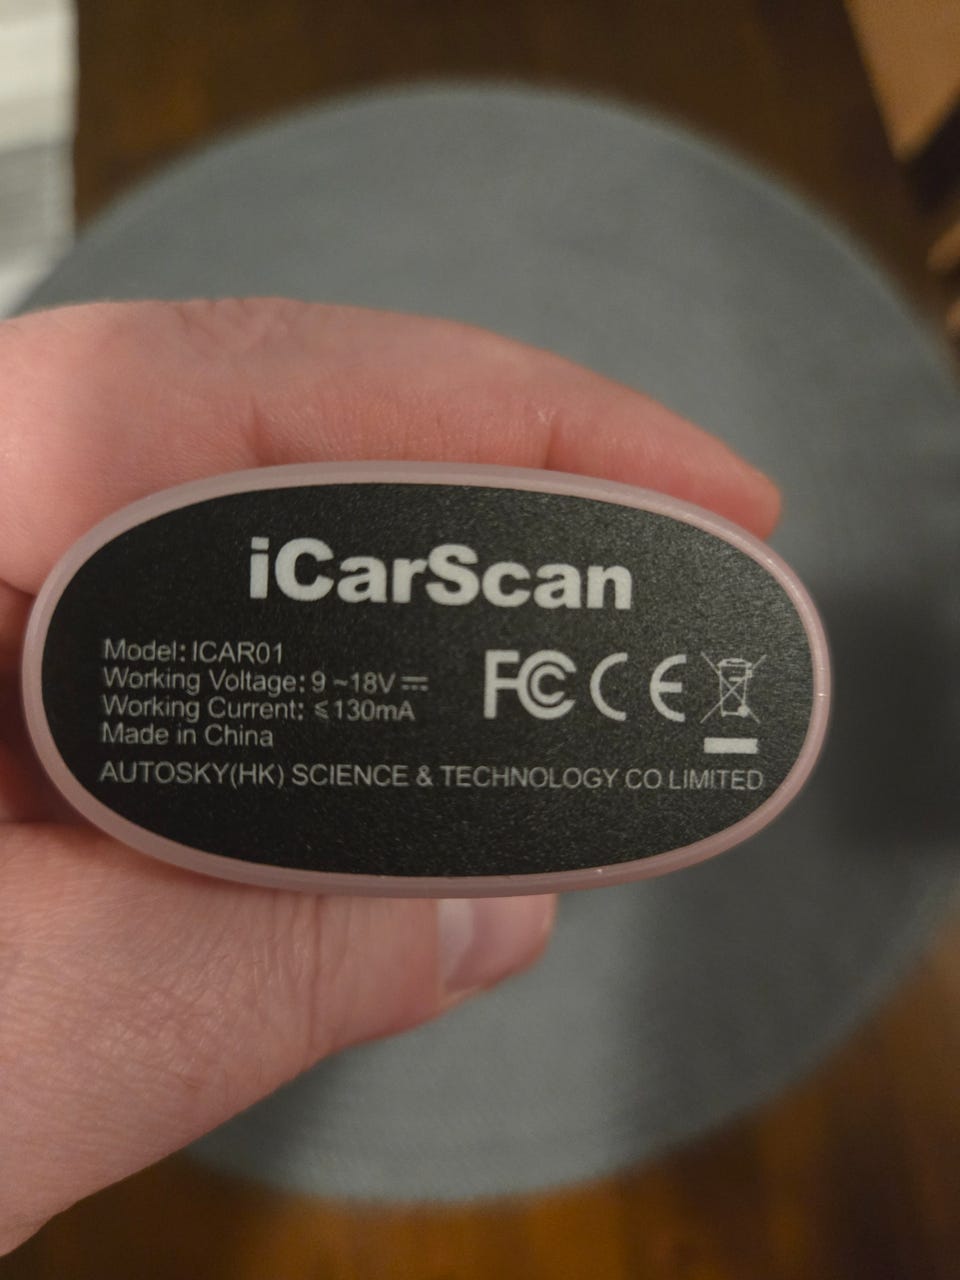 iCarScan
Model: ICAR01
Working Voltage: 9 ~18V⎓
Working Current: ≤130mA
Made in China
FC CE
AUTOSKY(HK) SCIENCE & TECHNOLOGY CO LIMITED